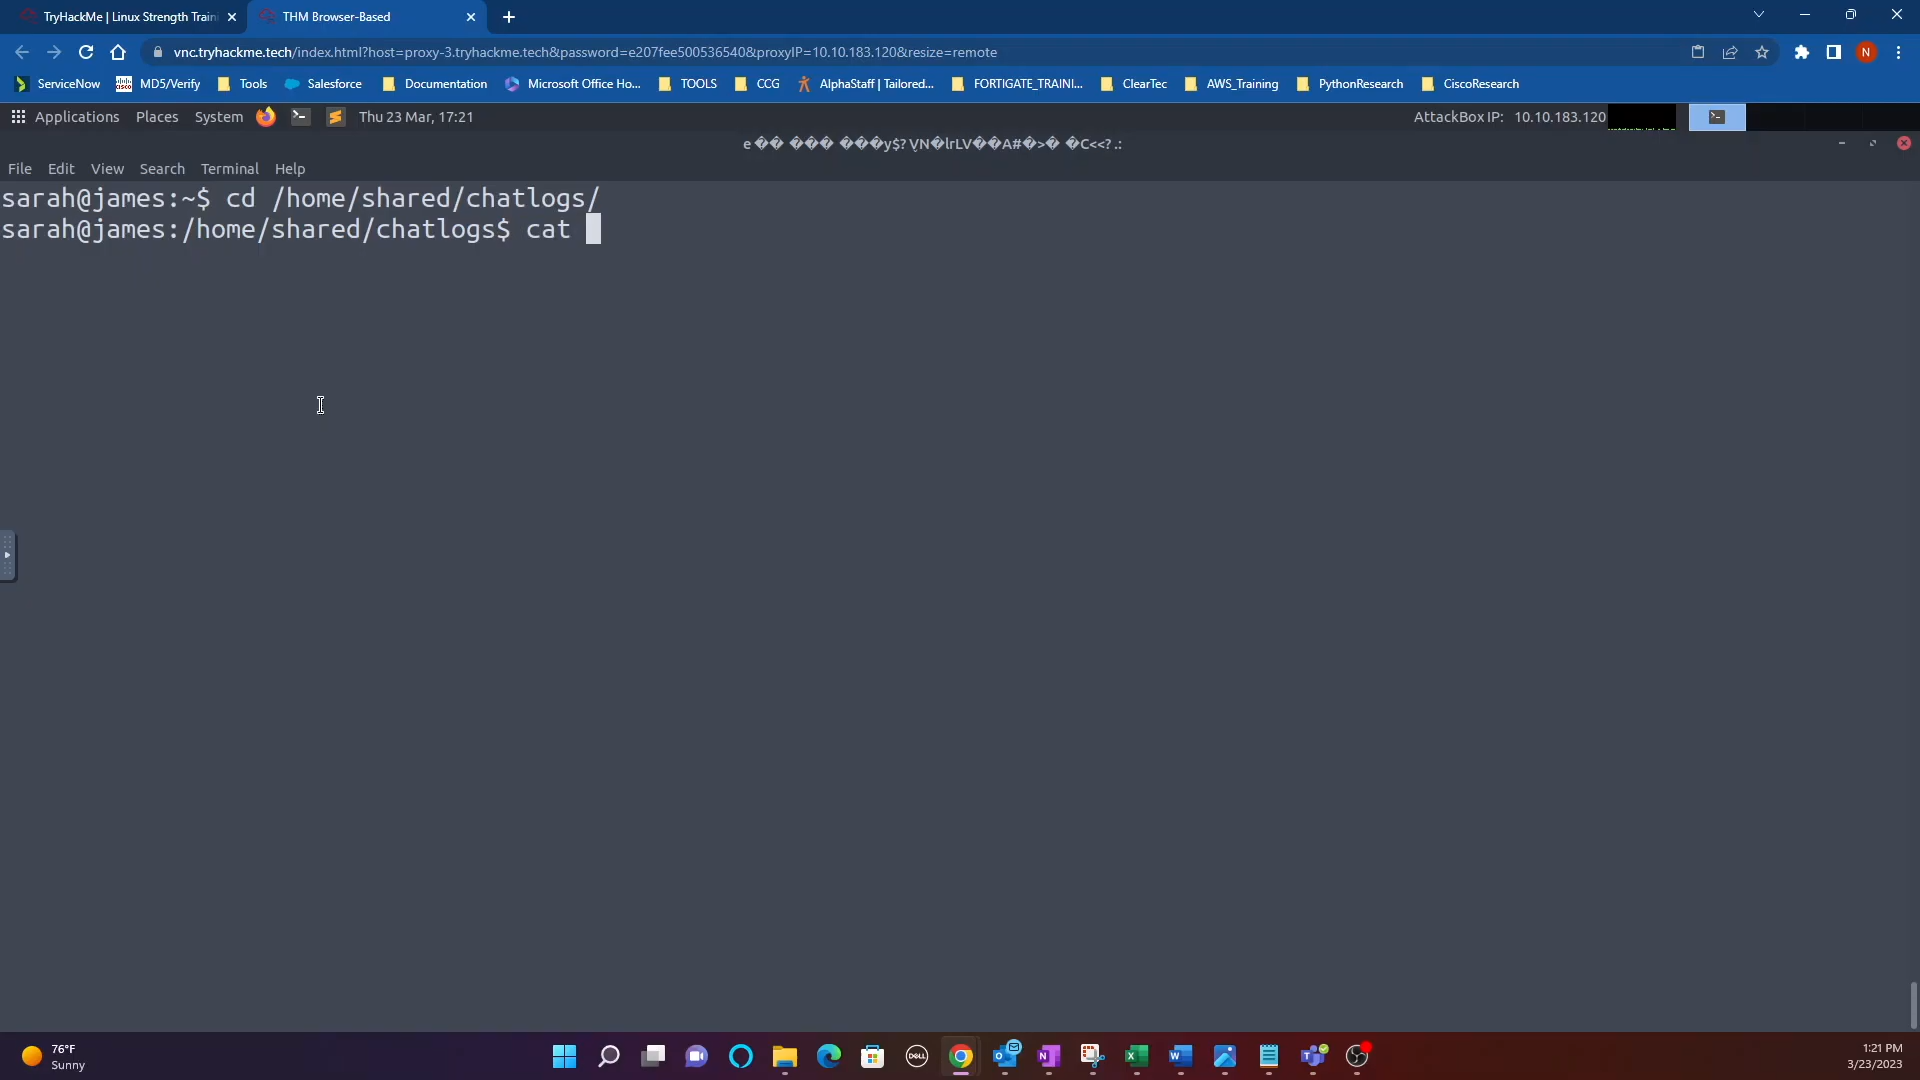 TryHackMe | Linux Strength Traini
THM Browser-Based
vnc.tryhackme.tech/index.html?host=proxy-3.tryhackme.tech&password=e207fee500536540&proxyIP=10.10.183.120&resize=remote
N
ServiceNow MD5/Verify Tools Salesforce Documentation Microsoft Office Ho... TOOLS CCG AlphaStaff | Tailored... FORTIGATE_TRAINI... ClearTec AWS_Training PythonResearch CiscoResearch
Applications Places System Thu 23 Mar, 17:21 AttackBox IP: 10.10.183.120
File Edit View Search Terminal Help
sarah@james:~$ cd /home/shared/chatlogs/
sarah@james:/home/shared/chatlogs$ cat
76°F
Sunny
DELL
1:21 PM
3/23/2023